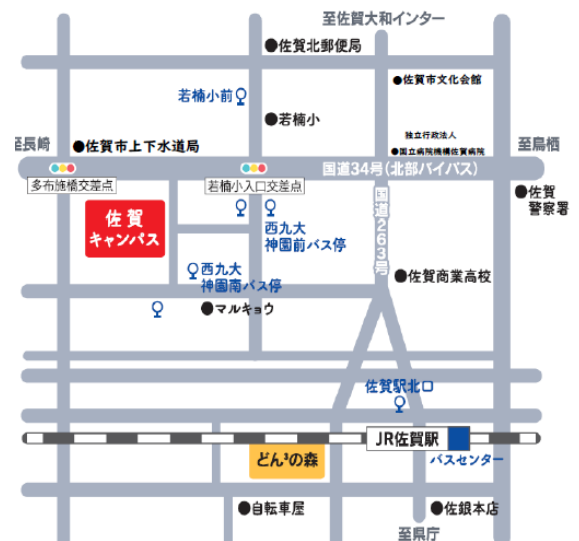 至佐賀大和インター
●佐賀北郵便局
●佐賀市文化会館
若楠小前
●若楠小
独立行政法人
●国立病院機構佐賀病院
至長崎
●佐賀市上下水道局
至鳥栖
国道34号(北部バイパス)
多布施橋交差点
若楠小入口交差点
●佐賀
警察署
佐賀
キャンパス
国道263号
西九大
神園前バス停
西九大
神園南バス停
●佐賀商業高校
●マルキョウ
佐賀駅北口
JR佐賀駅
バスセンター
どん³の森
●自転車屋
●佐銀本店
至県庁